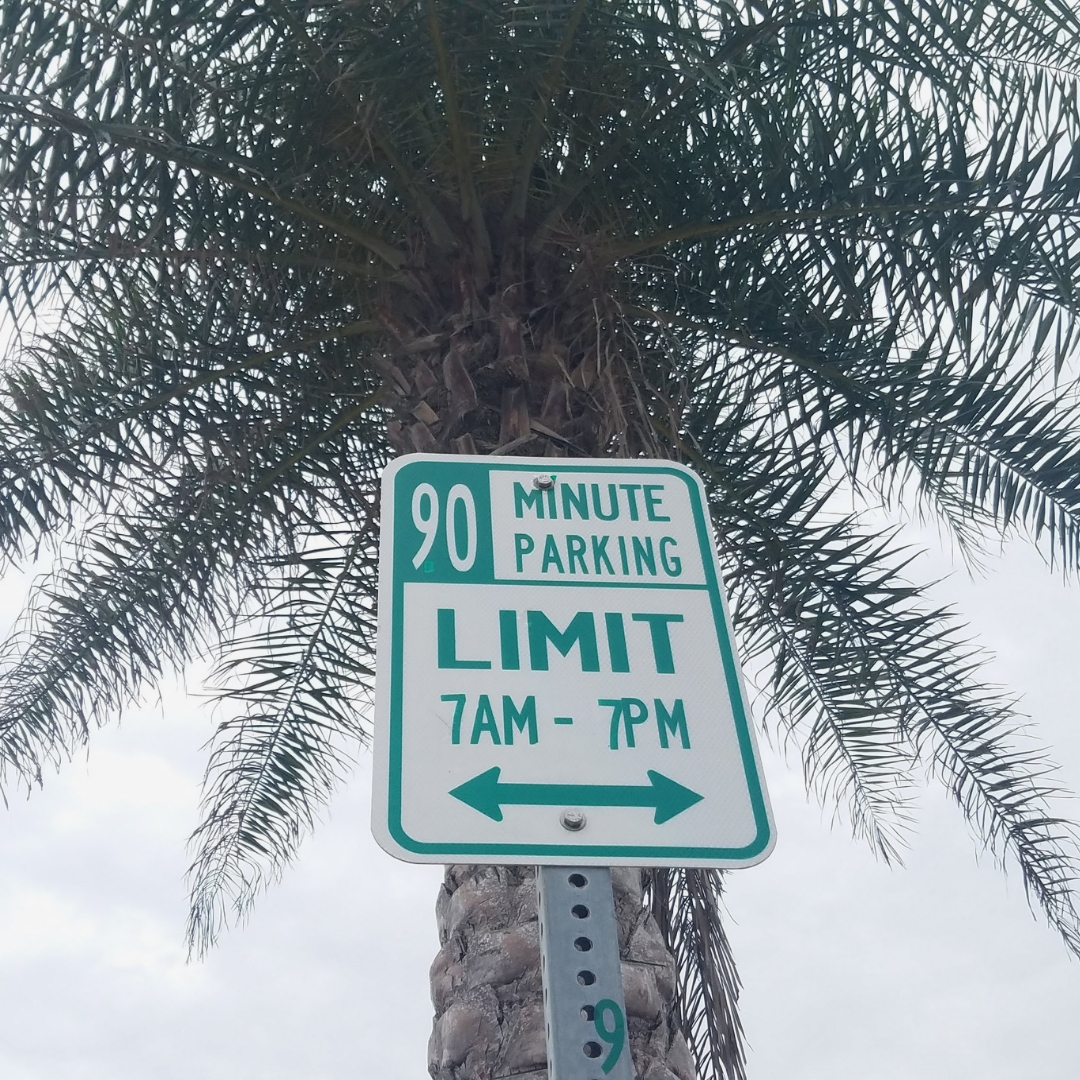 90 MINUTE
PARKING
LIMIT
7AM - 7PM
9